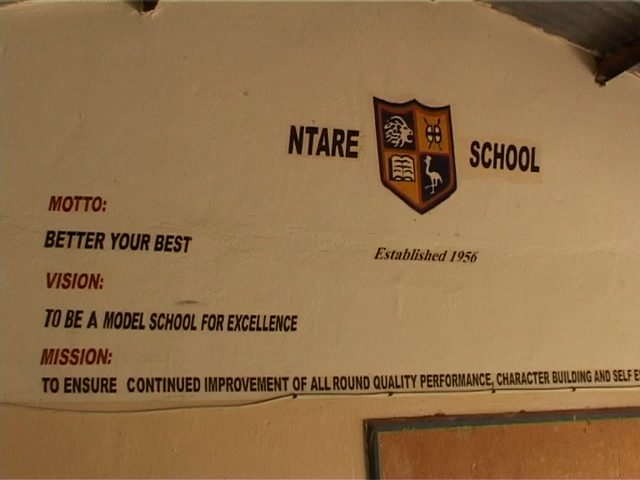 NTARE SCHOOL
Established 1956
MOTTO:
BETTER YOUR BEST
VISION:
TO BE A MODEL SCHOOL FOR EXCELLENCE
MISSION:
TO ENSURE CONTINUED IMPROVEMENT OF ALL ROUND QUALITY PERFORMANCE, CHARACTER BUILDING AND SELF